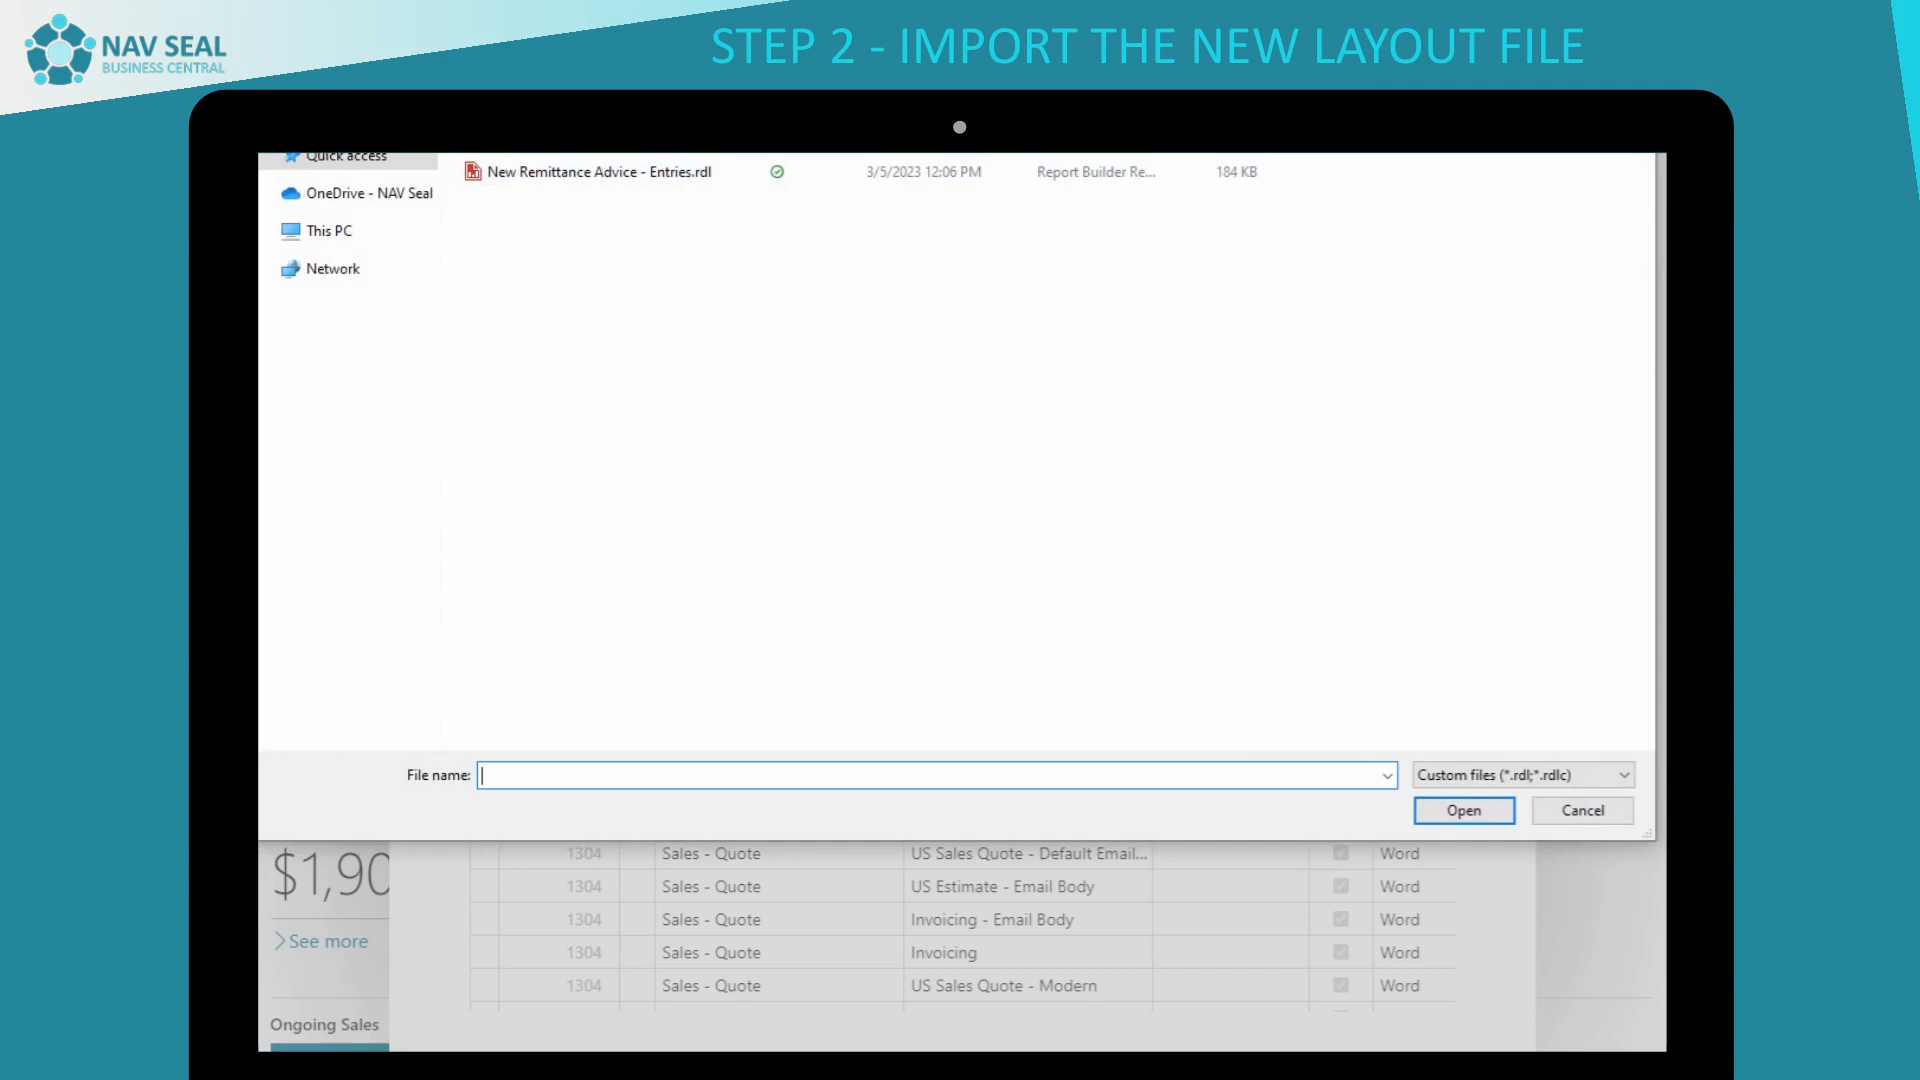 NAV SEAL
BUSINESS CENTRAL
STEP 2 - IMPORT THE NEW LAYOUT FILE
Quick access
New Remittance Advice - Entries.rdl 3/5/2023 12:06 PM Report Builder Re... 184 KB
OneDrive - NAV Seal
This PC
Network
File name: Custom files (*.rdl;*.rdlc)
Open Cancel
$1,90
See more
Ongoing Sales
1304 Sales - Quote US Sales Quote - Default Email... Word
1304 Sales - Quote US Estimate - Email Body Word
1304 Sales - Quote Invoicing - Email Body Word
1304 Sales - Quote Invoicing Word
1304 Sales - Quote US Sales Quote - Modern Word